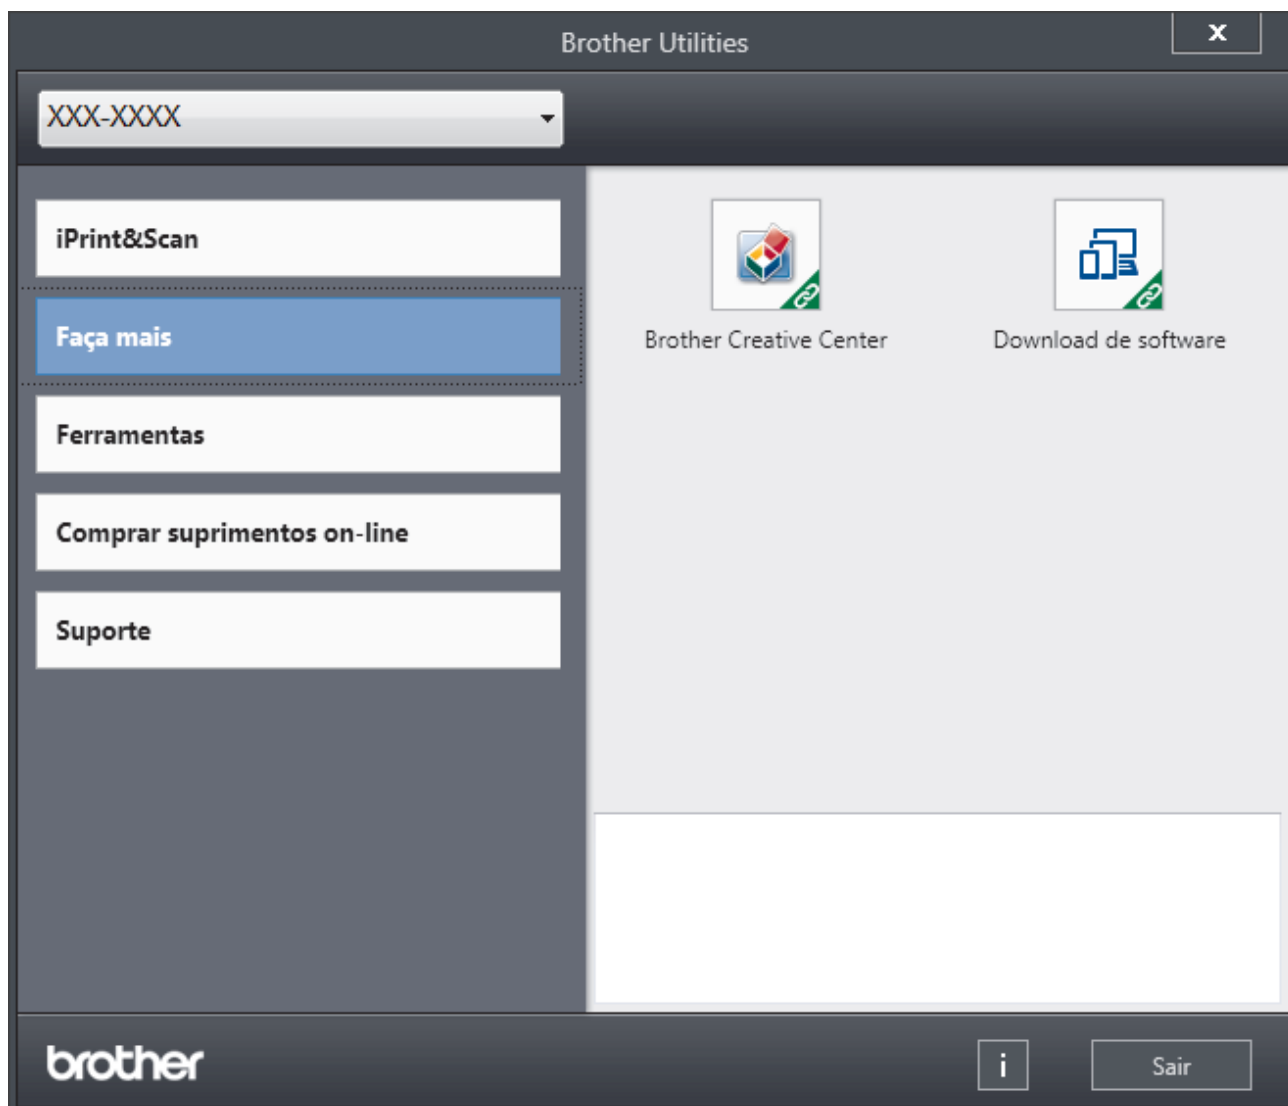 Brother Utilities
X
XXX-XXXX
iPrint&Scan
Faça mais
Ferramentas
Comprar suprimentos on-line
Suporte
Brother Creative Center
Download de software
brother
i
Sair